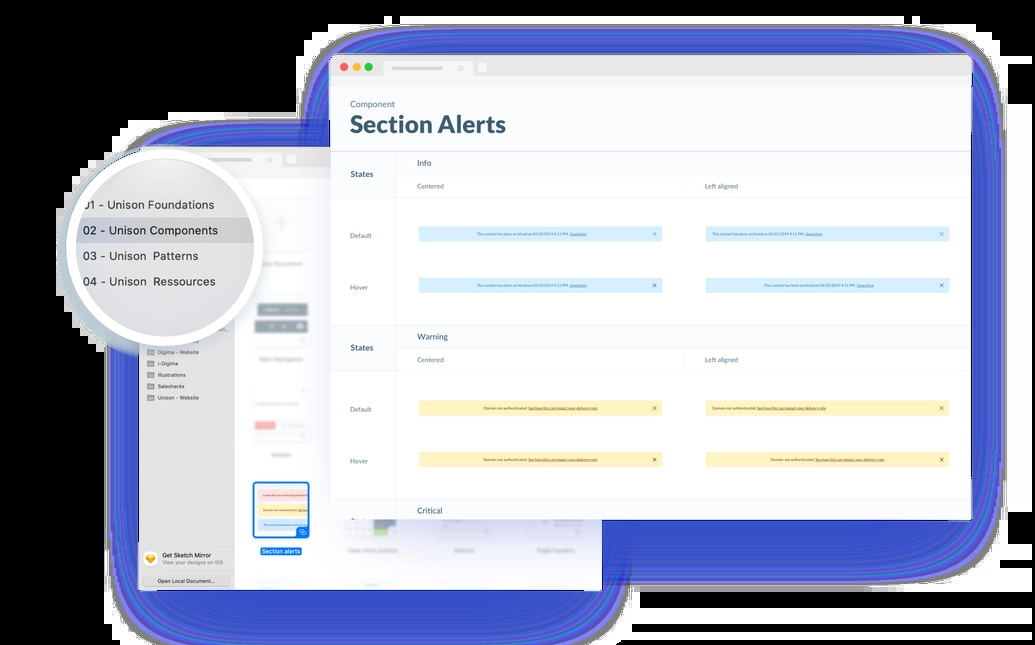 Component
Section Alerts
States
Info
Centered
Left aligned
Default
This contact has been archived on 04/23/2019 4:11 PM. Unarchive
This contact has been archived on 04/23/2019 4:11 PM. Unarchive
Hover
This contact has been archived on 04/23/2019 4:11 PM. Unarchive
This contact has been archived on 04/23/2019 4:11 PM. Unarchive
States
Warning
Centered
Left aligned
Default
Domain not authenticated. See how this can impact your delivery rate
Domain not authenticated. See how this can impact your delivery rate
Hover
Domain not authenticated. See how this can impact your delivery rate
Domain not authenticated. See how this can impact your delivery rate
Critical
01 - Unison Foundations
02 - Unison Components
03 - Unison Patterns
04 - Unison Ressources
Digima - Website
i-Digima
Illustrations
Saleshacks
Unison - Website
Get Sketch Mirror
View your designs on iOS
Open Local Document...
Section alerts